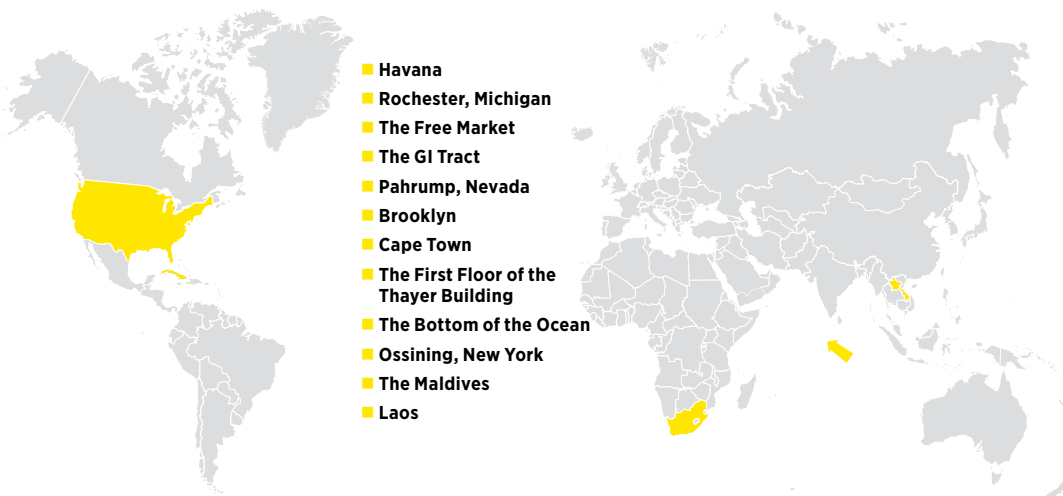 Havana
Rochester, Michigan
The Free Market
The GI Tract
Pahrump, Nevada
Brooklyn
Cape Town
The First Floor of the
Thayer Building
The Bottom of the Ocean
Ossining, New York
The Maldives
Laos